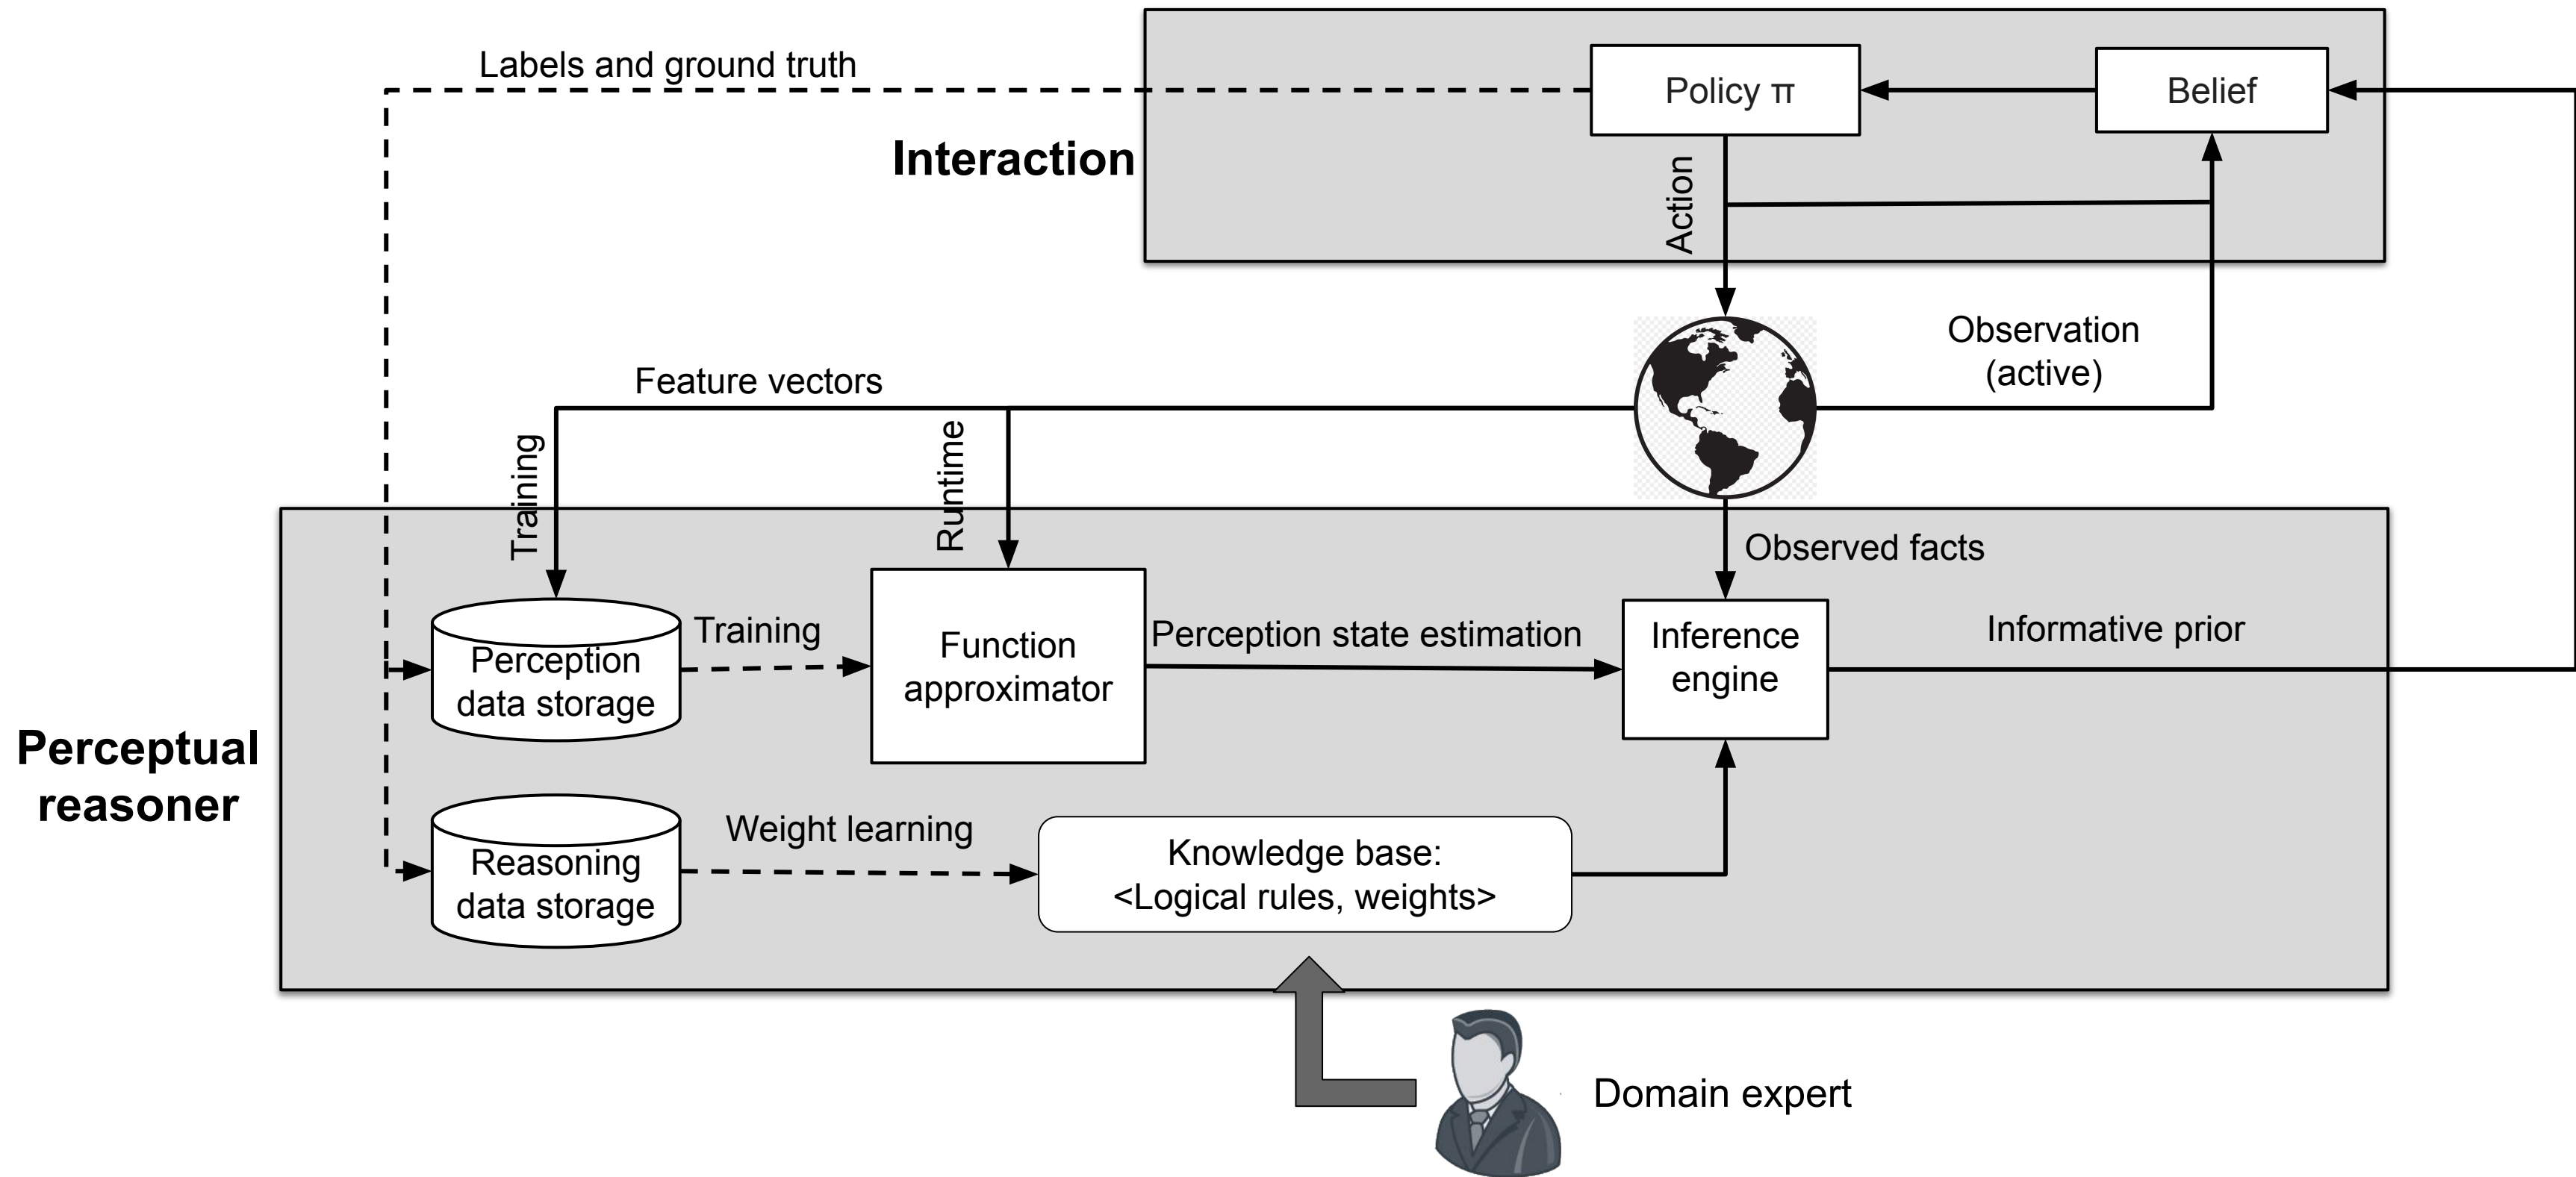 Labels and ground truth
Policy π
Belief
Interaction
Action
Observation
(active)
Feature vectors
Training
Runtime
Observed facts
Training
Perception
data storage
Function
approximator
Perception state estimation
Inference
engine
Informative prior
Perceptual
reasoner
Weight learning
Reasoning
data storage
Knowledge base:
<Logical rules, weights>
Domain expert